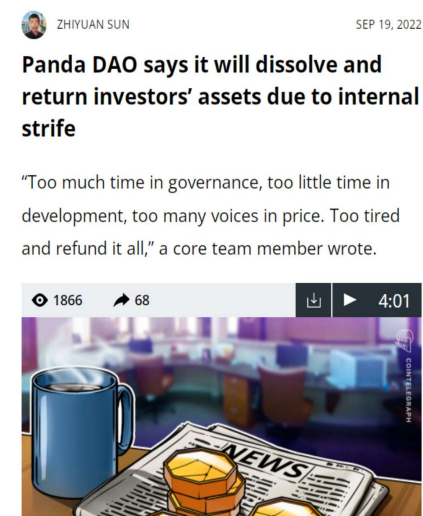 ZHIYUAN SUN
SEP 19, 2022
Panda DAO says it will dissolve and
return investors’ assets due to internal
strife
“Too much time in governance, too little time in
development, too many voices in price. Too tired
and refund it all,” a core team member wrote.
1866
68
4:01
COINTELEGRAPH
NEWS